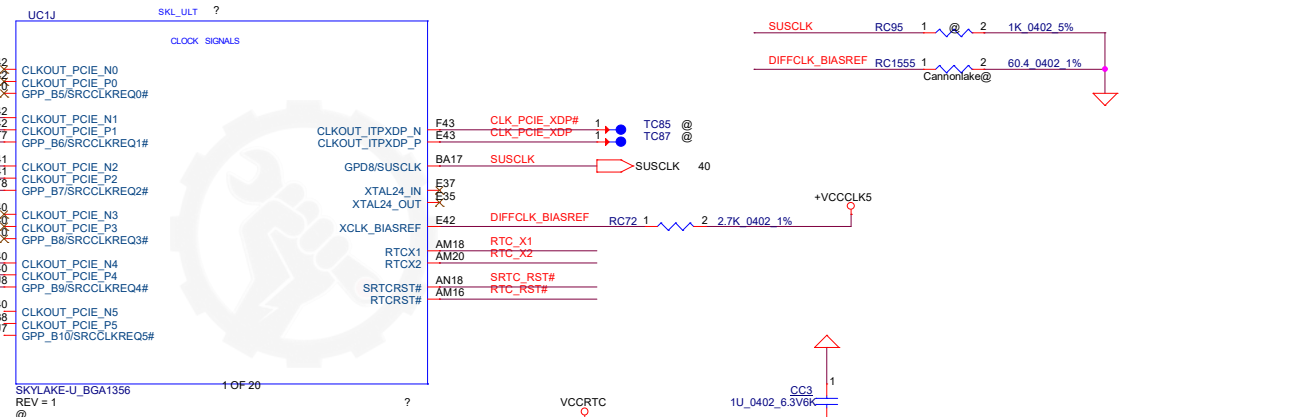 UC1J
SKL_ULT
?
CLOCK SIGNALS
CLKOUT_PCIE_N0
CLKOUT_PCIE_P0
GPP_B5/SRCCLKREQ0#
CLKOUT_PCIE_N1
CLKOUT_PCIE_P1
GPP_B6/SRCCLKREQ1#
CLKOUT_PCIE_N2
CLKOUT_PCIE_P2
GPP_B7/SRCCLKREQ2#
CLKOUT_PCIE_N3
CLKOUT_PCIE_P3
GPP_B8/SRCCLKREQ3#
CLKOUT_PCIE_N4
CLKOUT_PCIE_P4
GPP_B9/SRCCLKREQ4#
CLKOUT_PCIE_N5
CLKOUT_PCIE_P5
GPP_B10/SRCCLKREQ5#
CLKOUT_ITPXDP_N F43 CLK_PCIE_XDP# 1 TC85 @
CLKOUT_ITPXDP_P E43 CLK_PCIE_XDP 1 TC87 @
GPD8/SUSCLK BA17 SUSCLK SUSCLK 40
XTAL24_IN E37
XTAL24_OUT E35
XCLK_BIASREF E42 DIFFCLK_BIASREF RC72 1 2 2.7K_0402_1%
+VCCCLK5
RTCX1 AM18 RTC_X1
RTCX2 AM20 RTC_X2
SRTCRST# AN18 SRTC_RST#
RTCRST# AM16 RTC_RST#
SUSCLK RC95 1 @ 2 1K_0402_5%
DIFFCLK_BIASREF RC1555 1 2 60.4_0402_1%
Cannonlake@
1 OF 20
SKYLAKE-U_BGA1356
REV = 1
@
?
VCCRTC
1
CC3
1U_0402_6.3V6K